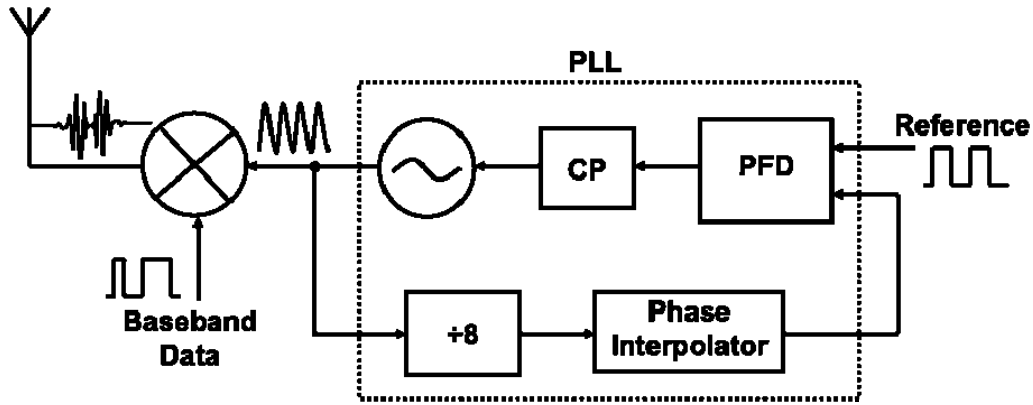 PLL
Reference
CP
PFD
Baseband
Data
÷8
Phase
Interpolator